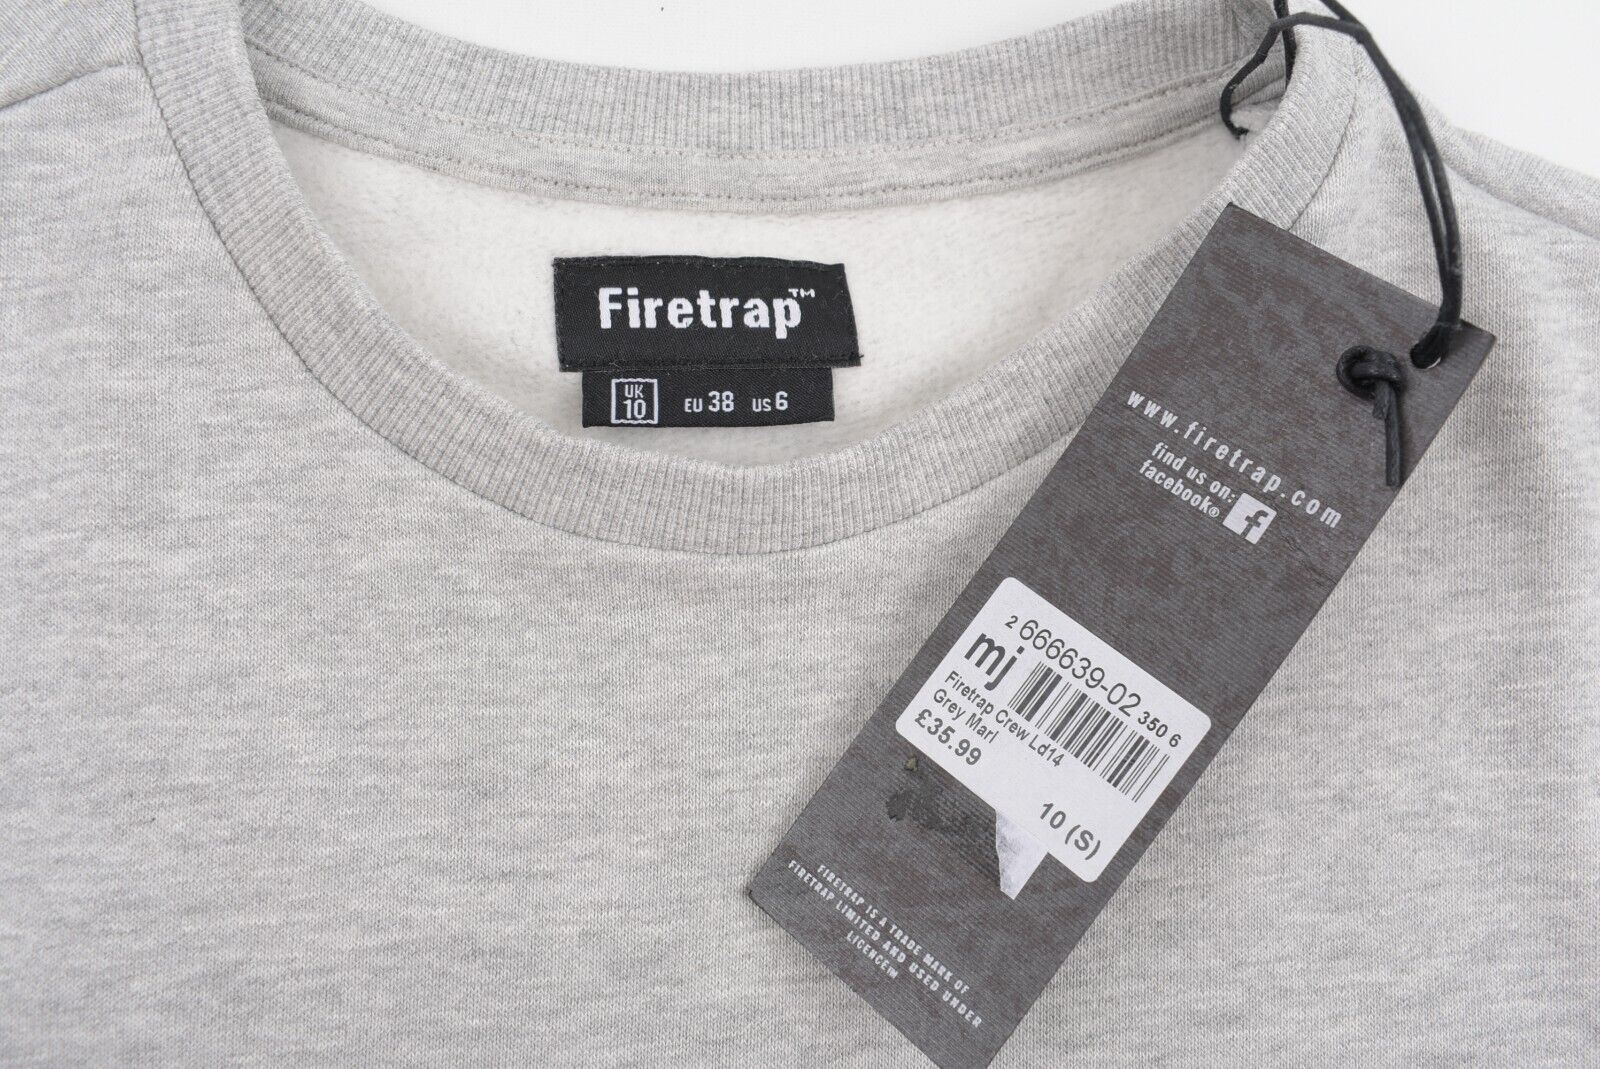 Firetrap™
UK
10
EU 38 US 6
www.firetrap.com
find us on:
facebook® f
2 666639-02 350 6
mj
Firetrap Crew Ld14
Grey Marl
£35.99
10 (S)
FIRETRAP IS A TRADE MARK OF
FIRETRAP LIMITED AND USED UNDER
LICENCE™